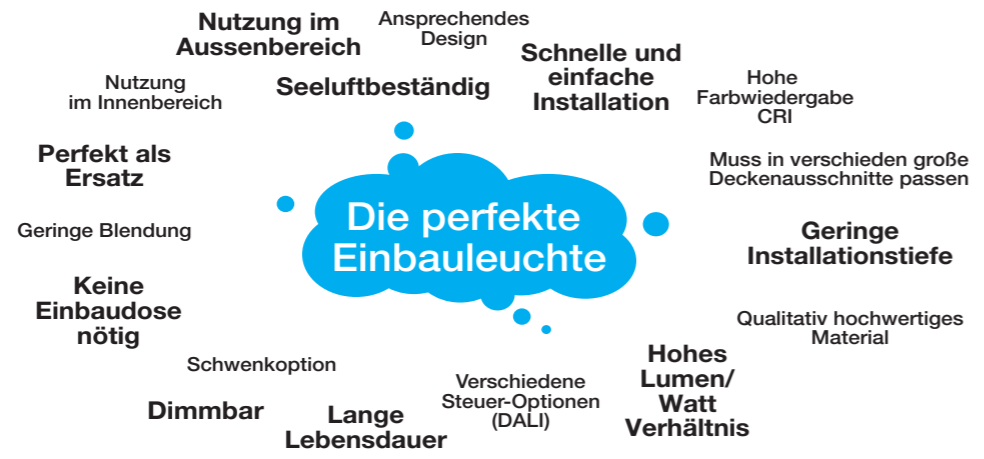 Nutzung im
Aussenbereich
Ansprechendes
Design
Schnelle und
einfache
Installation
Nutzung
im Innenbereich
Seeluftbeständig
Hohe
Farbwiedergabe
CRI
Perfekt als
Ersatz
Muss in verschieden große
Deckenausschnitte passen
Die perfekte
Einbauleuchte
Geringe Blendung
Geringe
Installationstiefe
Keine
Einbaudose
nötig
Qualitativ hochwertiges
Material
Schwenkoption
Hohes
Lumen/
Watt
Verhältnis
Verschiedene
Steuer-Optionen
(DALI)
Dimmbar
Lange
Lebensdauer